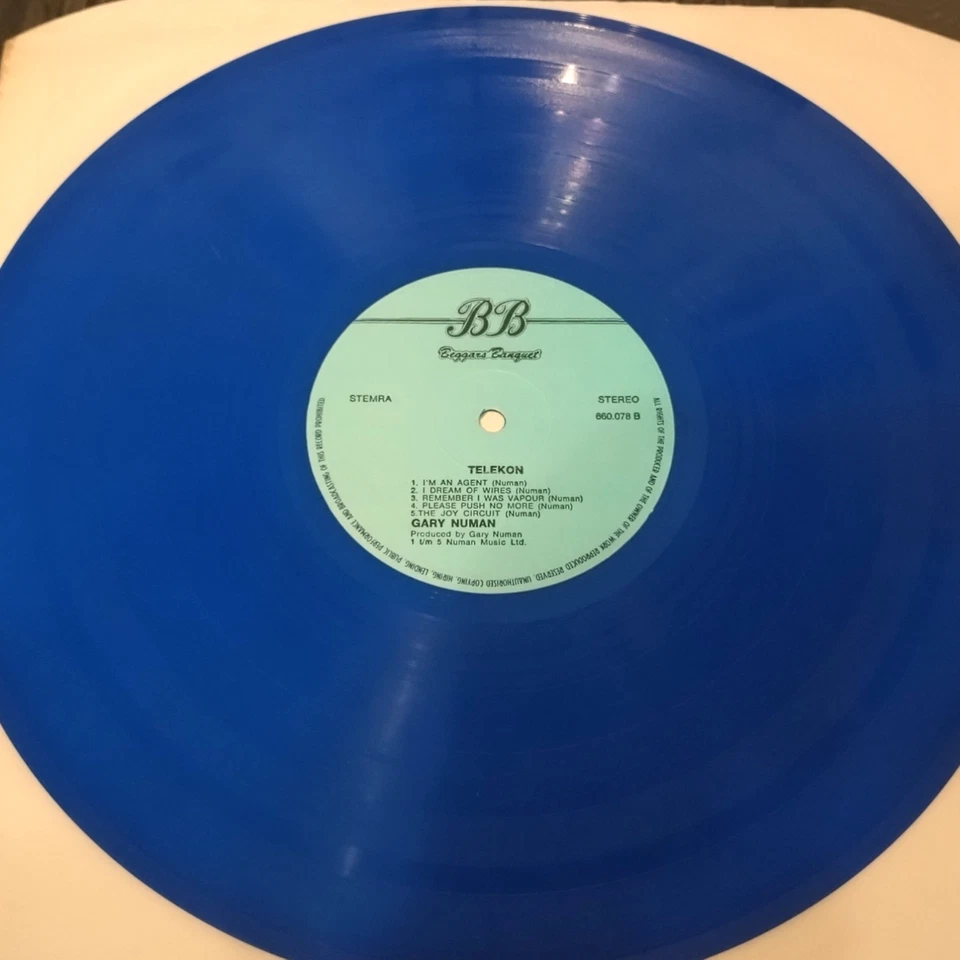 BB
Beggars Banquet
STEMRA
STEREO
660.078 B
TELEKON
1. I'M AN AGENT (Numan)
2. I DREAM OF WIRES (Numan)
3. REMEMBER I WAS VAPOUR (Numan)
4. PLEASE PUSH NO MORE (Numan)
5.THE JOY CIRCUIT (Numan)
GARY NUMAN
Produced by Gary Numan
1 t/m 5 Numan Music Ltd.
ALL RIGHTS OF THE PRODUCER AND OF THE OWNER OF THE WORK REPRODUCED RESERVED. UNAUTHORISED COPYING, HIRING, LENDING, PUBLIC PERFORMANCE AND BROADCASTING OF THIS RECORD PROHIBITED